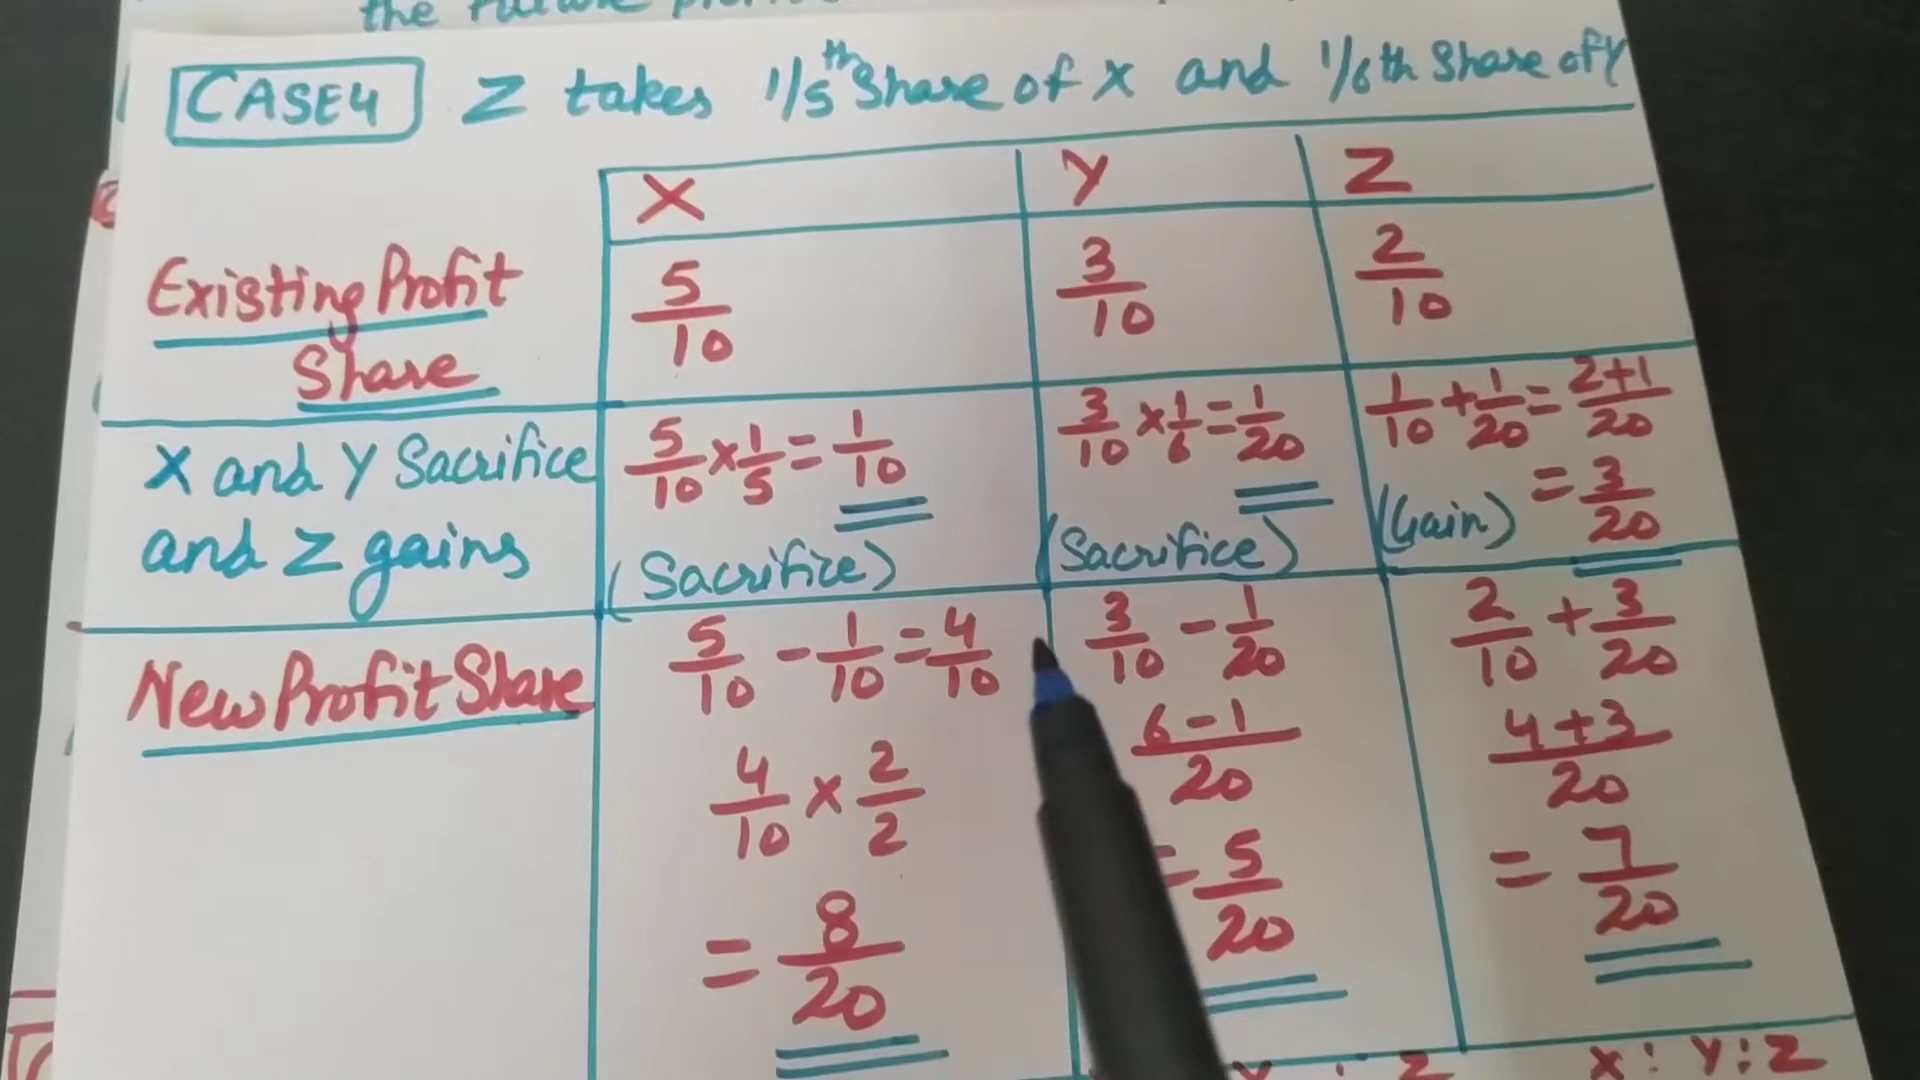 the future
CASE4 Z takes 1/5th Share of X and 1/6th Share of Y
X Y Z
Existing Profit Share
5/10 3/10 2/10
X and Y Sacrifice and Z gains
5/10 × 1/5 = 1/10 (Sacrifice)
3/10 × 1/6 = 1/20 (Sacrifice)
1/10 + 1/20 = 2+1/20
(Gain) = 3/20
New Profit Share
5/10 - 1/10 = 4/10
4/10 × 2/2
= 8/20
3/10 - 1/20
6-1/20
= 5/20
2/10 + 3/20
4+3/20
= 7/20
Y : Z
X : Y : Z